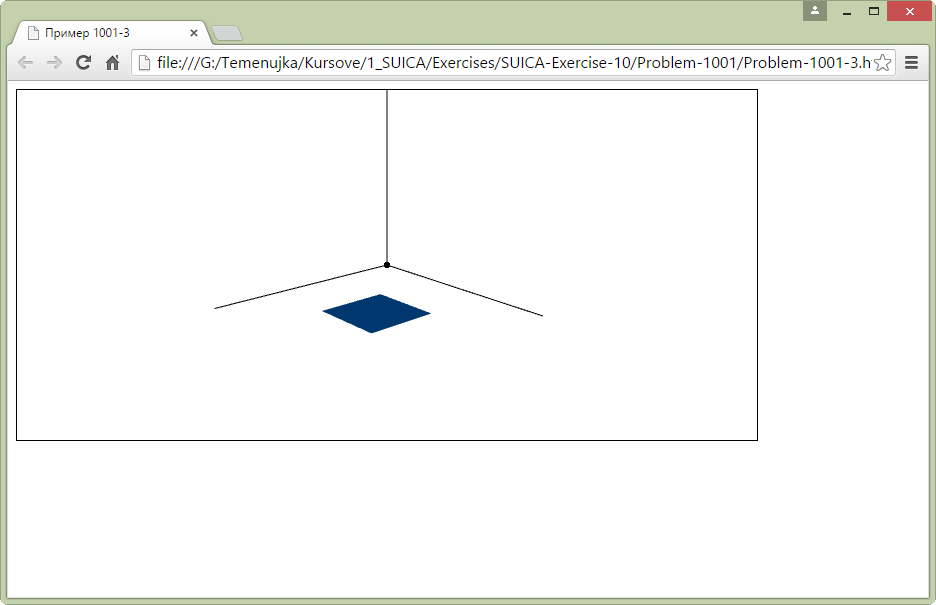 Пример 1001-3
file:///G:/Temenujka/Kursove/1_SUICA/Exercises/SUICA-Exercise-10/Problem-1001/Problem-1001-3.h